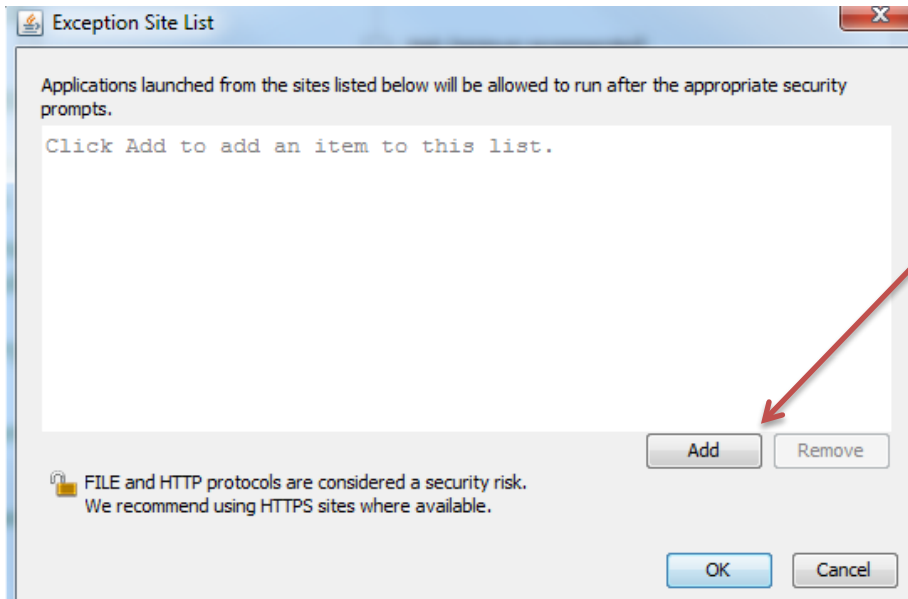 Exception Site List
Applications launched from the sites listed below will be allowed to run after the appropriate security
prompts.
Click Add to add an item to this list.
Add Remove
FILE and HTTP protocols are considered a security risk.
We recommend using HTTPS sites where available.
OK Cancel